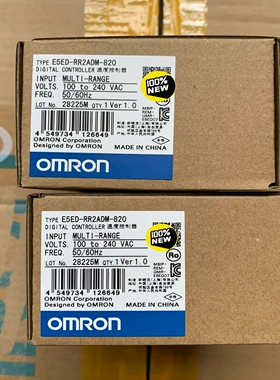 TYPE E5ED-RR2ADM-820
DIGITAL CONTROLLER 温度控制器
INPUT MULTI-RANGE
VOLTS. 100 to 240 VAC
FREQ. 50/60Hz
LOT No. 28225M QTY 1 Ver 1.0
4 549734 126649
OMRON Corporation
Designed by OMRON
100%
NEW
MSIP-
REM-
OMR-
E5ED07
OMRON
TYPE E5ED-RR2ADM-820
DIGITAL CONTROLLER 温度控制器
INPUT MULTI-RANGE
VOLTS. 100 to 240 VAC
FREQ. 50/60Hz
LOT No. 28225M QTY 1 Ver 1.0
4 549734 126649
OMRON Corporation
Designed by OMRON
100%
NEW
MADE IN CHINA
OMRON